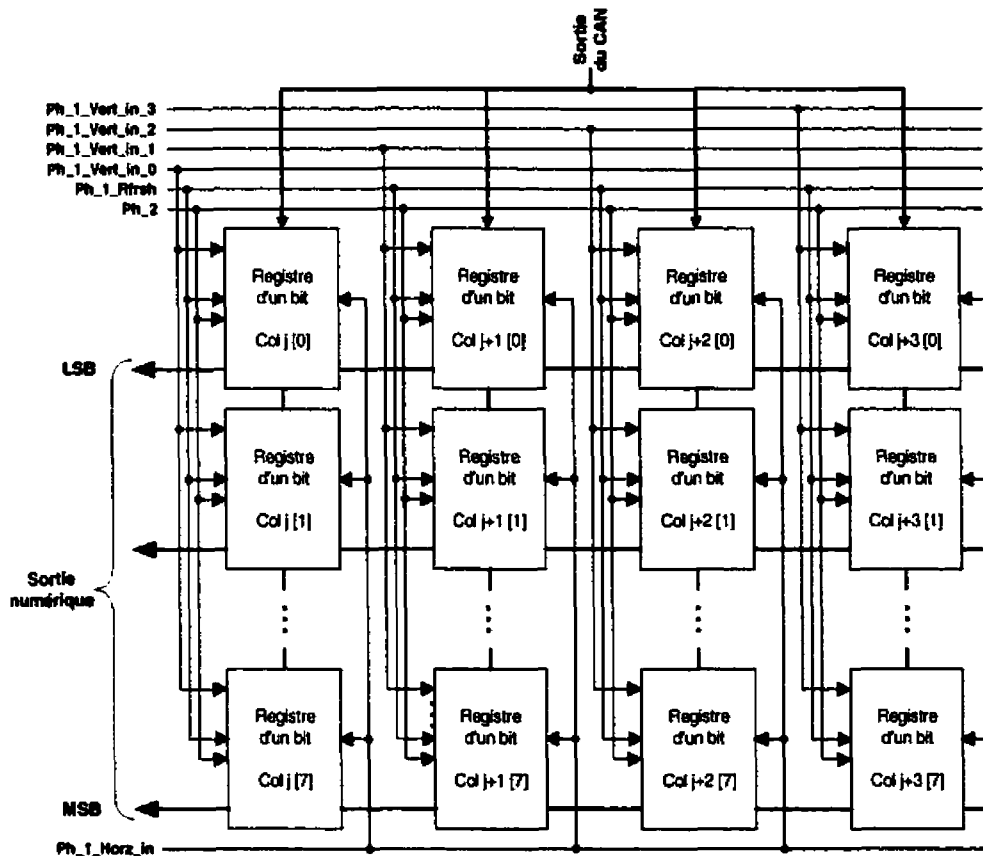 Sortie
du CAN
Ph_1_Vert_in_3
Ph_1_Vert_in_2
Ph_1_Vert_in_1
Ph_1_Vert_in_0
Ph_1_Rfrsh
Ph_2
Registre
d'un bit
Col j [0]
Registre
d'un bit
Col j+1 [0]
Registre
d'un bit
Col j+2 [0]
Registre
d'un bit
Col j+3 [0]
LSB
Registre
d'un bit
Col j [1]
Registre
d'un bit
Col j+1 [1]
Registre
d'un bit
Col j+2 [1]
Registre
d'un bit
Col j+3 [1]
Sortie
numérique
Registre
d'un bit
Col j [7]
Registre
d'un bit
Col j+1 [7]
Registre
d'un bit
Col j+2 [7]
Registre
d'un bit
Col j+3 [7]
MSB
Ph_1_Horz_in